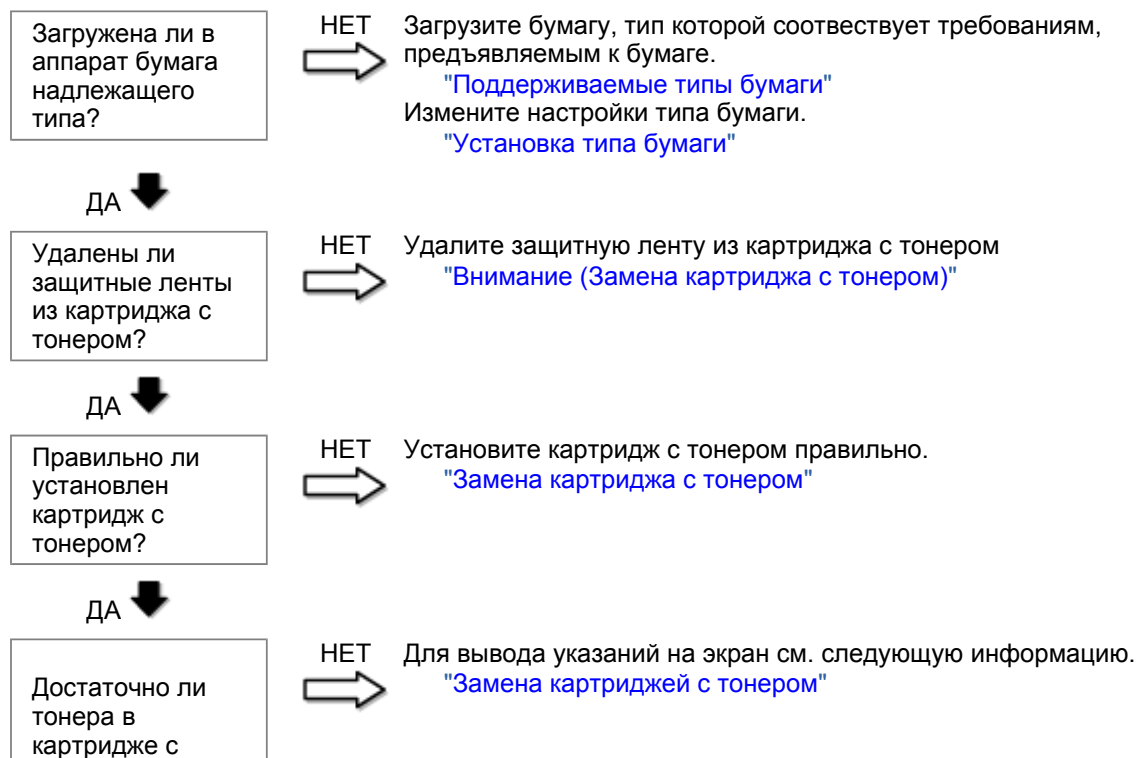 Загружена ли в
аппарат бумага
надлежащего
типа?
НЕТ
Загрузите бумагу, тип которой соотвествует требованиям,
предъявляемым к бумаге.
"Поддерживаемые типы бумаги"
Измените настройки типа бумаги.
"Установка типа бумаги"
ДА
Удалены ли
защитные ленты
из картриджа с
тонером?
НЕТ
Удалите защитную ленту из картриджа с тонером
"Внимание (Замена картриджа с тонером)"
ДА
Правильно ли
установлен
картридж с
тонером?
НЕТ
Установите картридж с тонером правильно.
"Замена картриджа с тонером"
ДА
Достаточно ли
тонера в
картридже с
НЕТ
Для вывода указаний на экран см. следующую информацию.
"Замена картриджей с тонером"